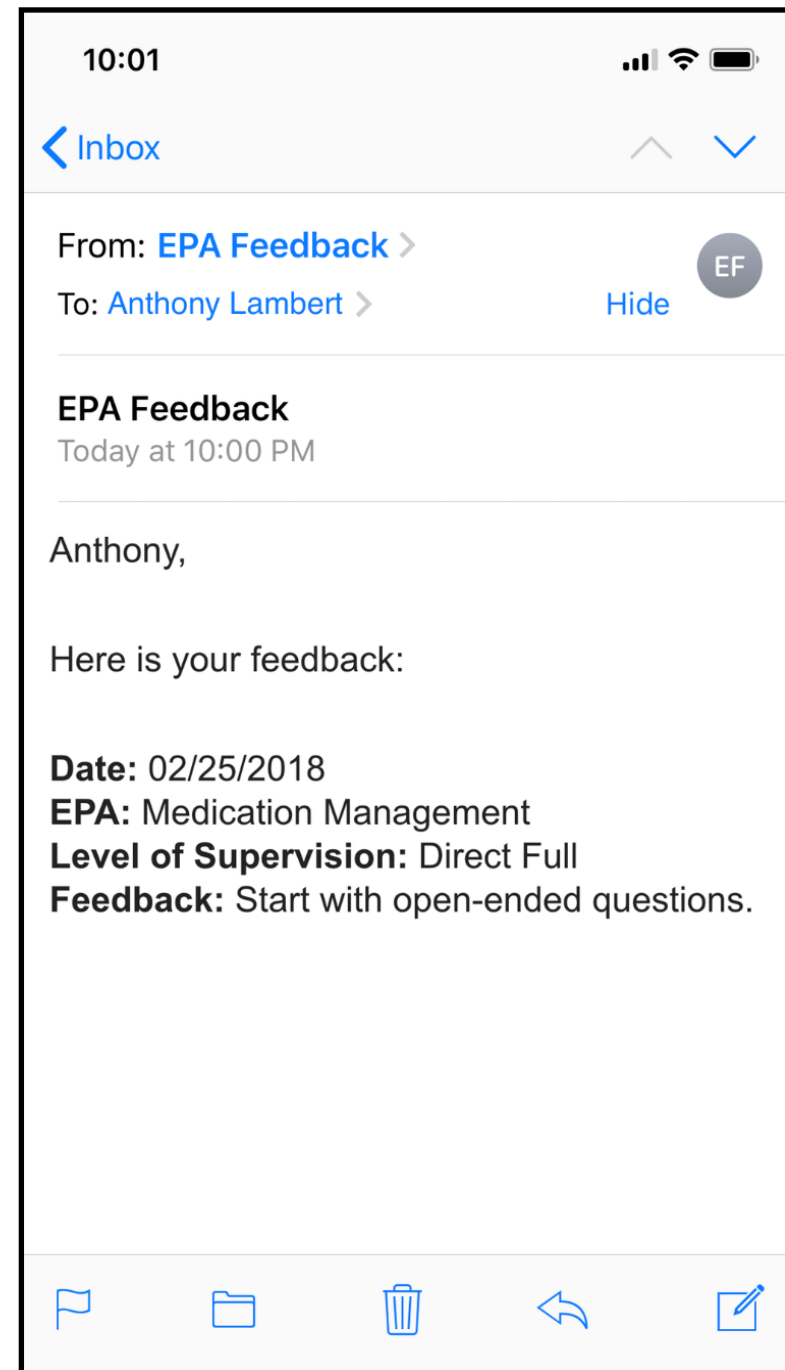 10:01
Inbox
From: EPA Feedback
EF
To: Anthony Lambert
Hide
EPA Feedback
Today at 10:00 PM
Anthony,
Here is your feedback:
Date: 02/25/2018
EPA: Medication Management
Level of Supervision: Direct Full
Feedback: Start with open-ended questions.